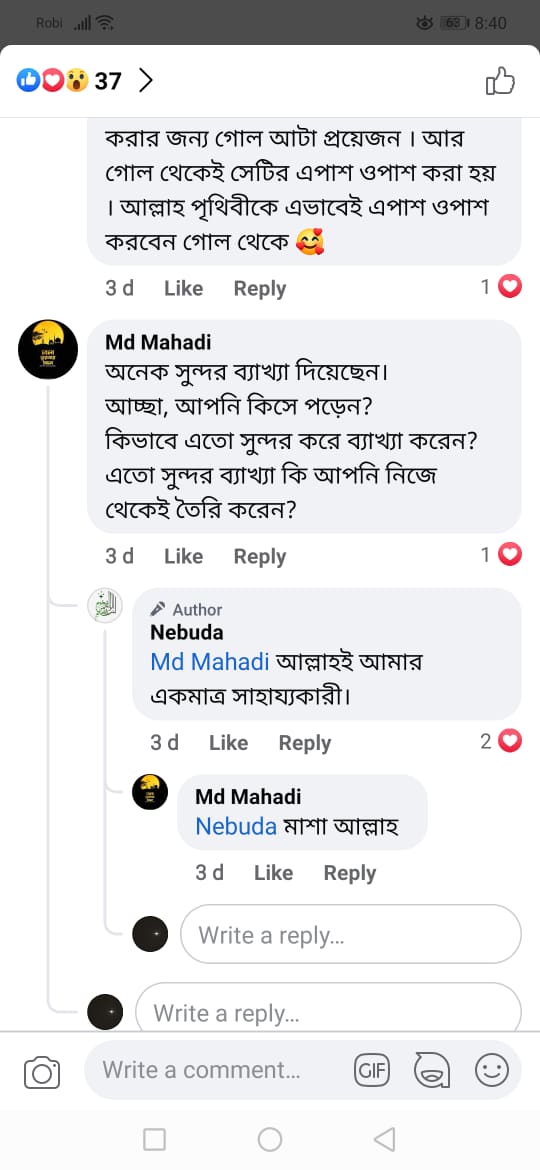 Robi 63 8:40
37
করার জন্য গোল আটা প্রয়েজন । আর
গোল থেকেই সেটির এপাশ ওপাশ করা হয়
। আল্লাহ পৃথিবীকে এভাবেই এপাশ ওপাশ
করবেন গোল থেকে 🥰
3 d Like Reply 1
Md Mahadi
অনেক সুন্দর ব্যাখ্যা দিয়েছেন।
আচ্ছা, আপনি কিসে পড়েন?
কিভাবে এতো সুন্দর করে ব্যাখ্যা করেন?
এতো সুন্দর ব্যাখ্যা কি আপনি নিজে
থেকেই তৈরি করেন?
3 d Like Reply 1
Author
Nebuda
Md Mahadi আল্লাহই আমার
একমাত্র সাহায্যকারী।
3 d Like Reply 2
Md Mahadi
Nebuda মাশা আল্লাহ
3 d Like Reply
Write a reply...
Write a reply...
Write a comment... GIF